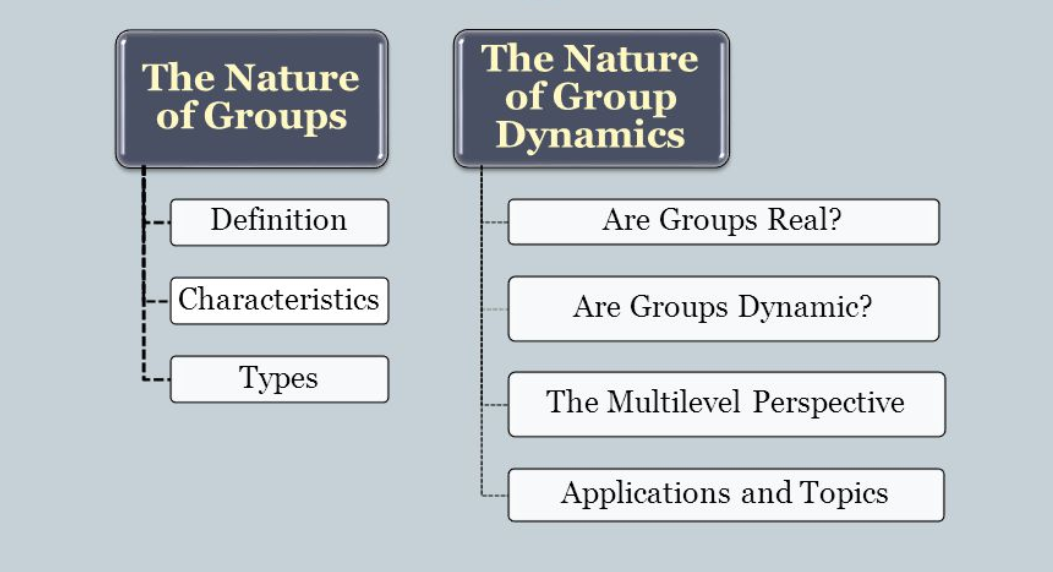 The Nature
of Groups
Definition
Characteristics
Types
The Nature
of Group
Dynamics
Are Groups Real?
Are Groups Dynamic?
The Multilevel Perspective
Applications and Topics